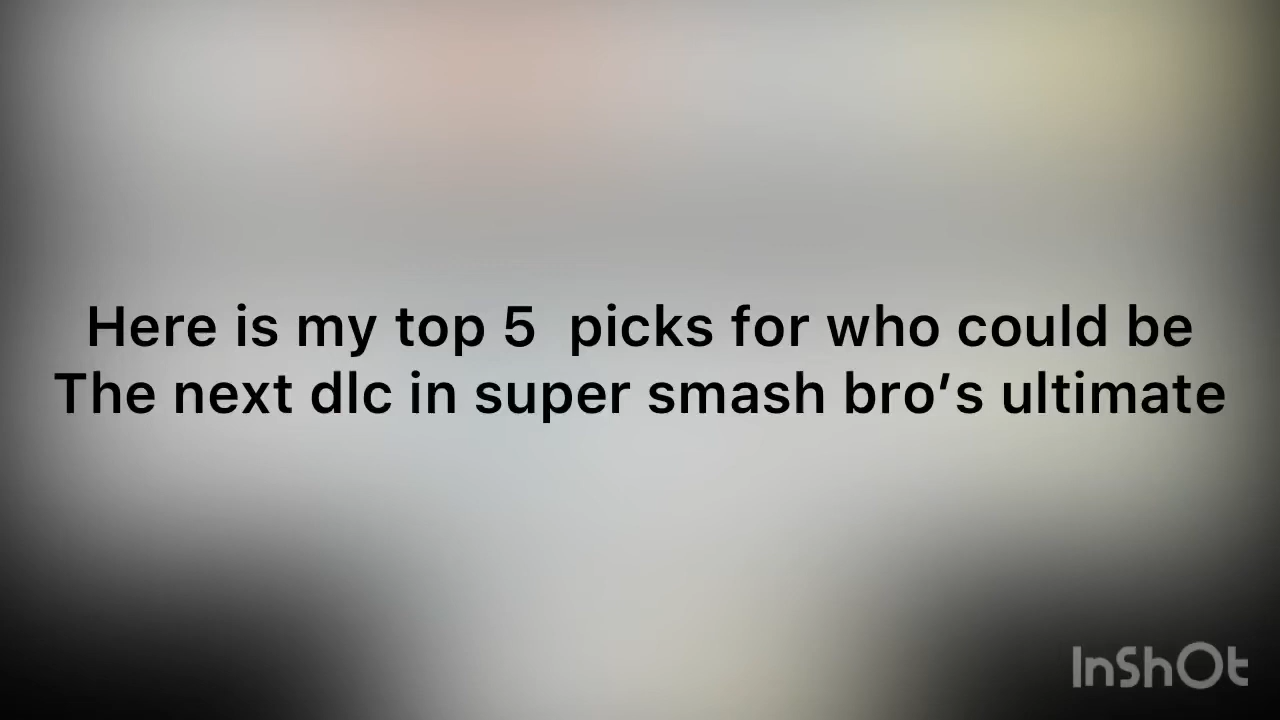 Here is my top 5  picks for who could be
The next dlc in super smash bro’s ultimate
InShOt